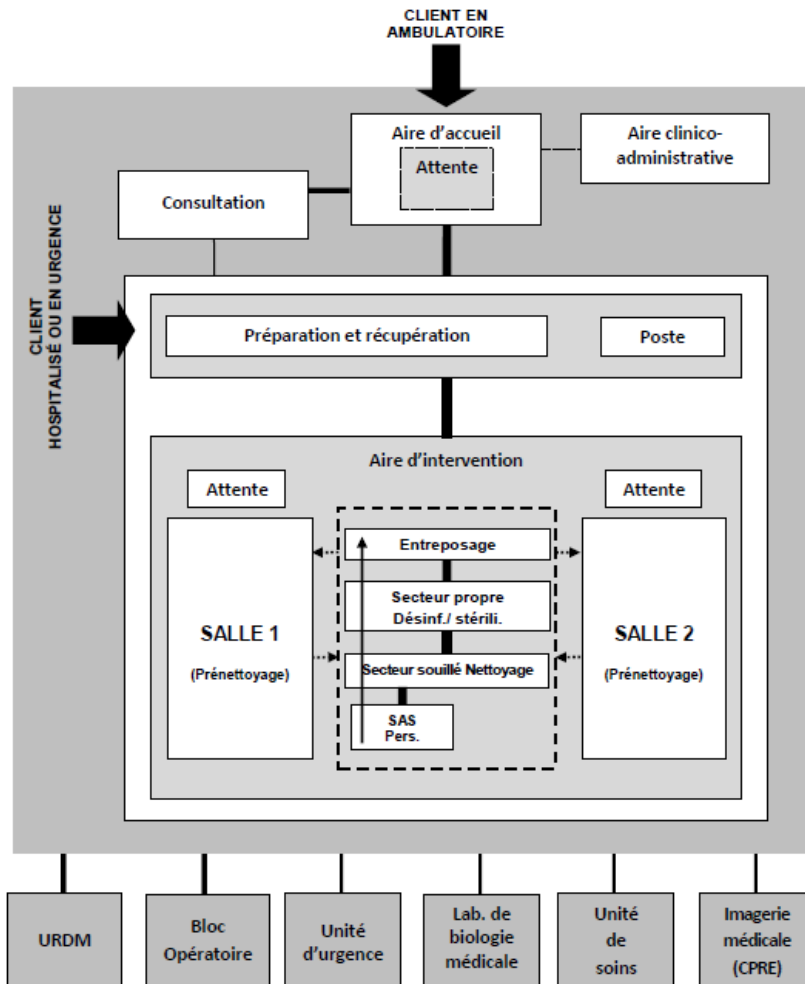 CLIENT EN
AMBULATOIRE
Aire d'accueil
Attente
Aire clinico-
administrative
Consultation
CLIENT
HOSPITALISÉ OU EN URGENCE
Préparation et récupération
Poste
Aire d'intervention
Attente
Attente
Entreposage
Secteur propre
Désinf./ stérili.
Secteur souillé Nettoyage
SAS
Pers.
SALLE 1
(Prénettoyage)
SALLE 2
(Prénettoyage)
URDM
Bloc
Opératoire
Unité
d'urgence
Lab. de
biologie
médicale
Unité
de
soins
Imagerie
médicale
(CPRE)